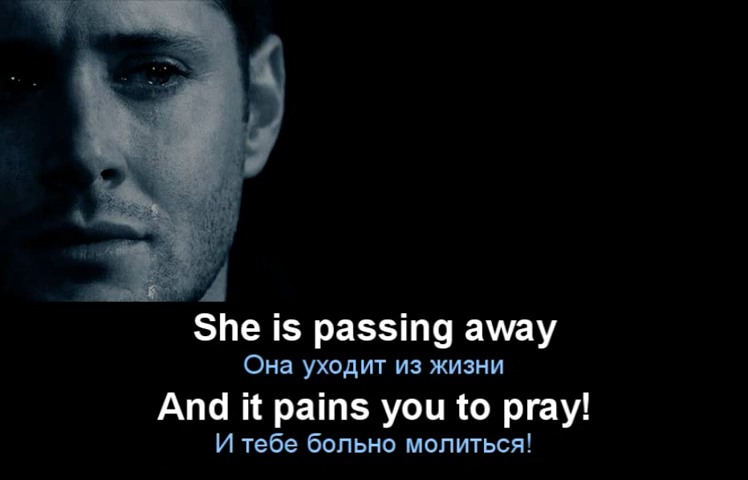 She is passing away
Она уходит из жизни
And it pains you to pray!
И тебе больно молиться!